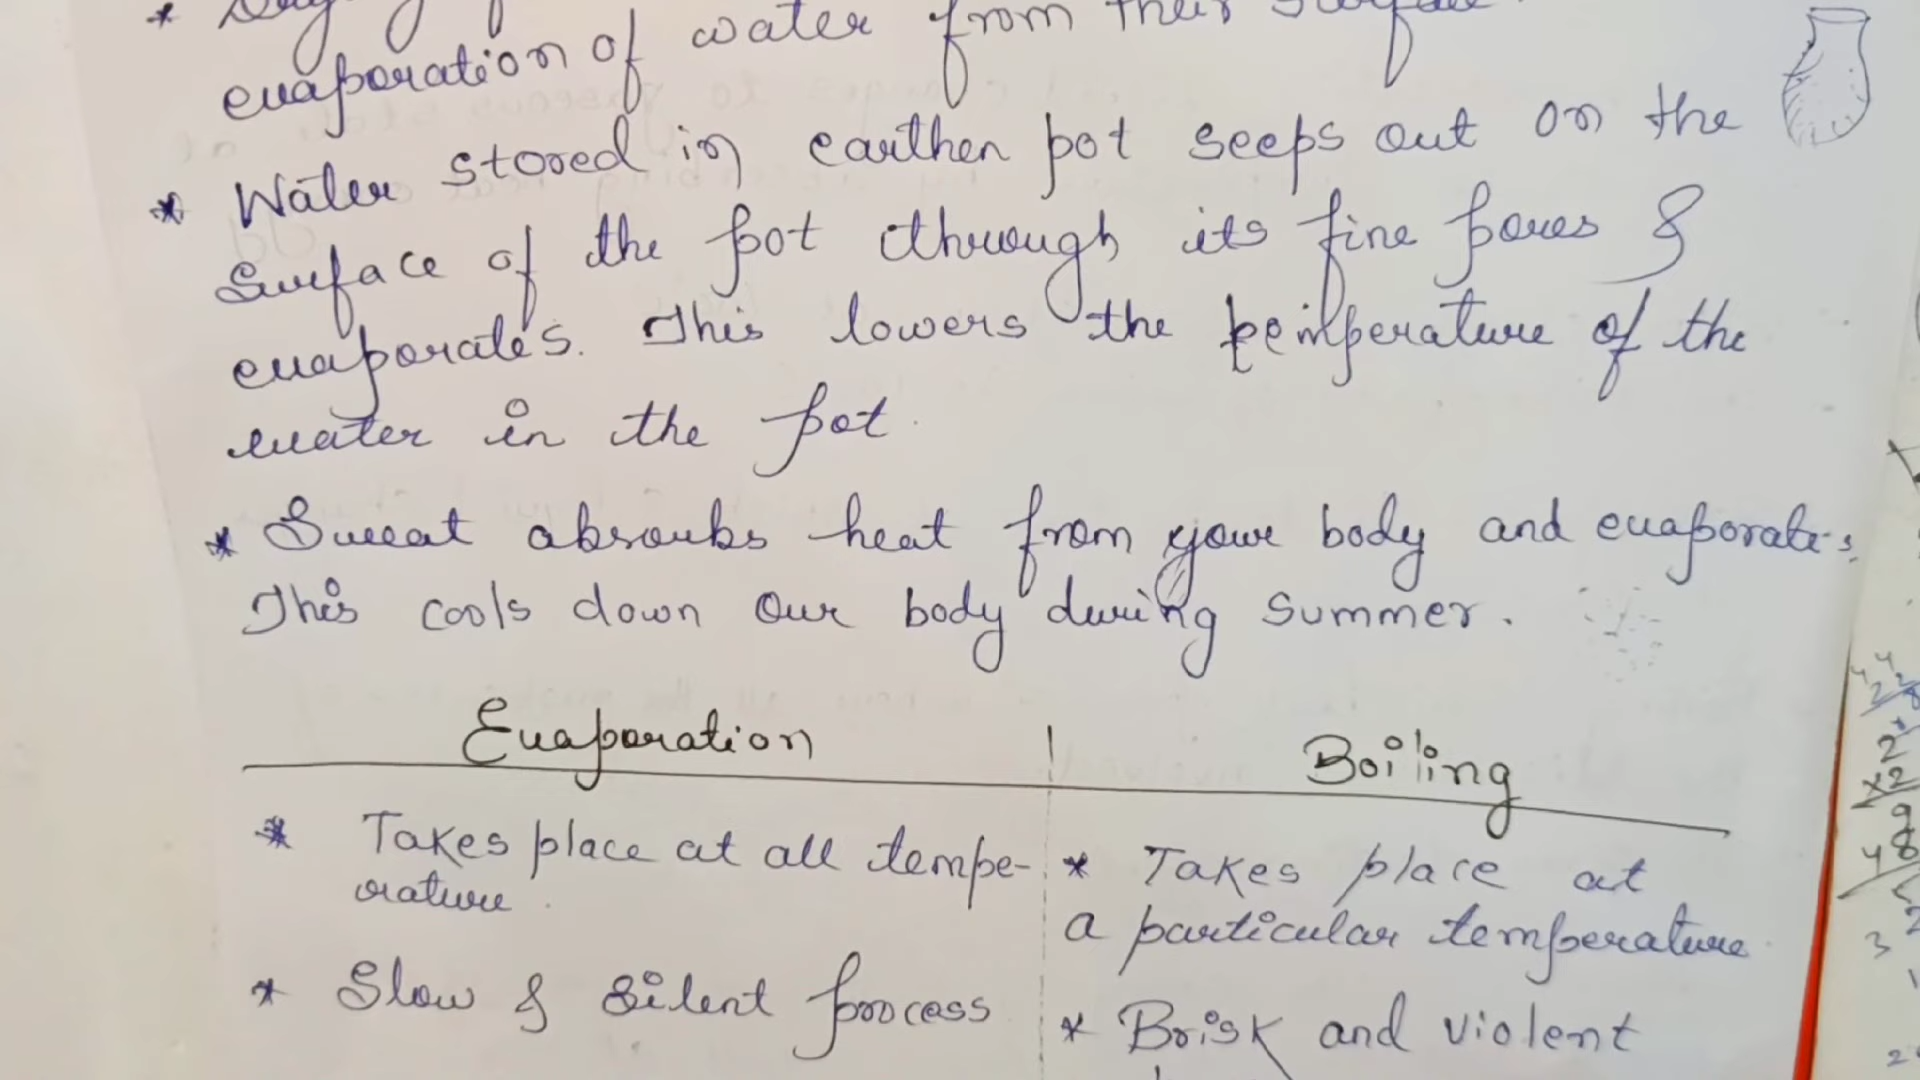 evaporation of water from their surface.
* Water stored in earthen pot seeps out on the
surface of the pot through its fine pores &
evaporates. This lowers the temperature of the
water in the pot.
* Sweat absorbs heat from your body and evaporates.
This cools down our body during summer.
Evaporation | Boiling
* Takes place at all tempe-
rature.
* Slow & silent process
* Takes place at
a particular temperature
* Brisk and violent